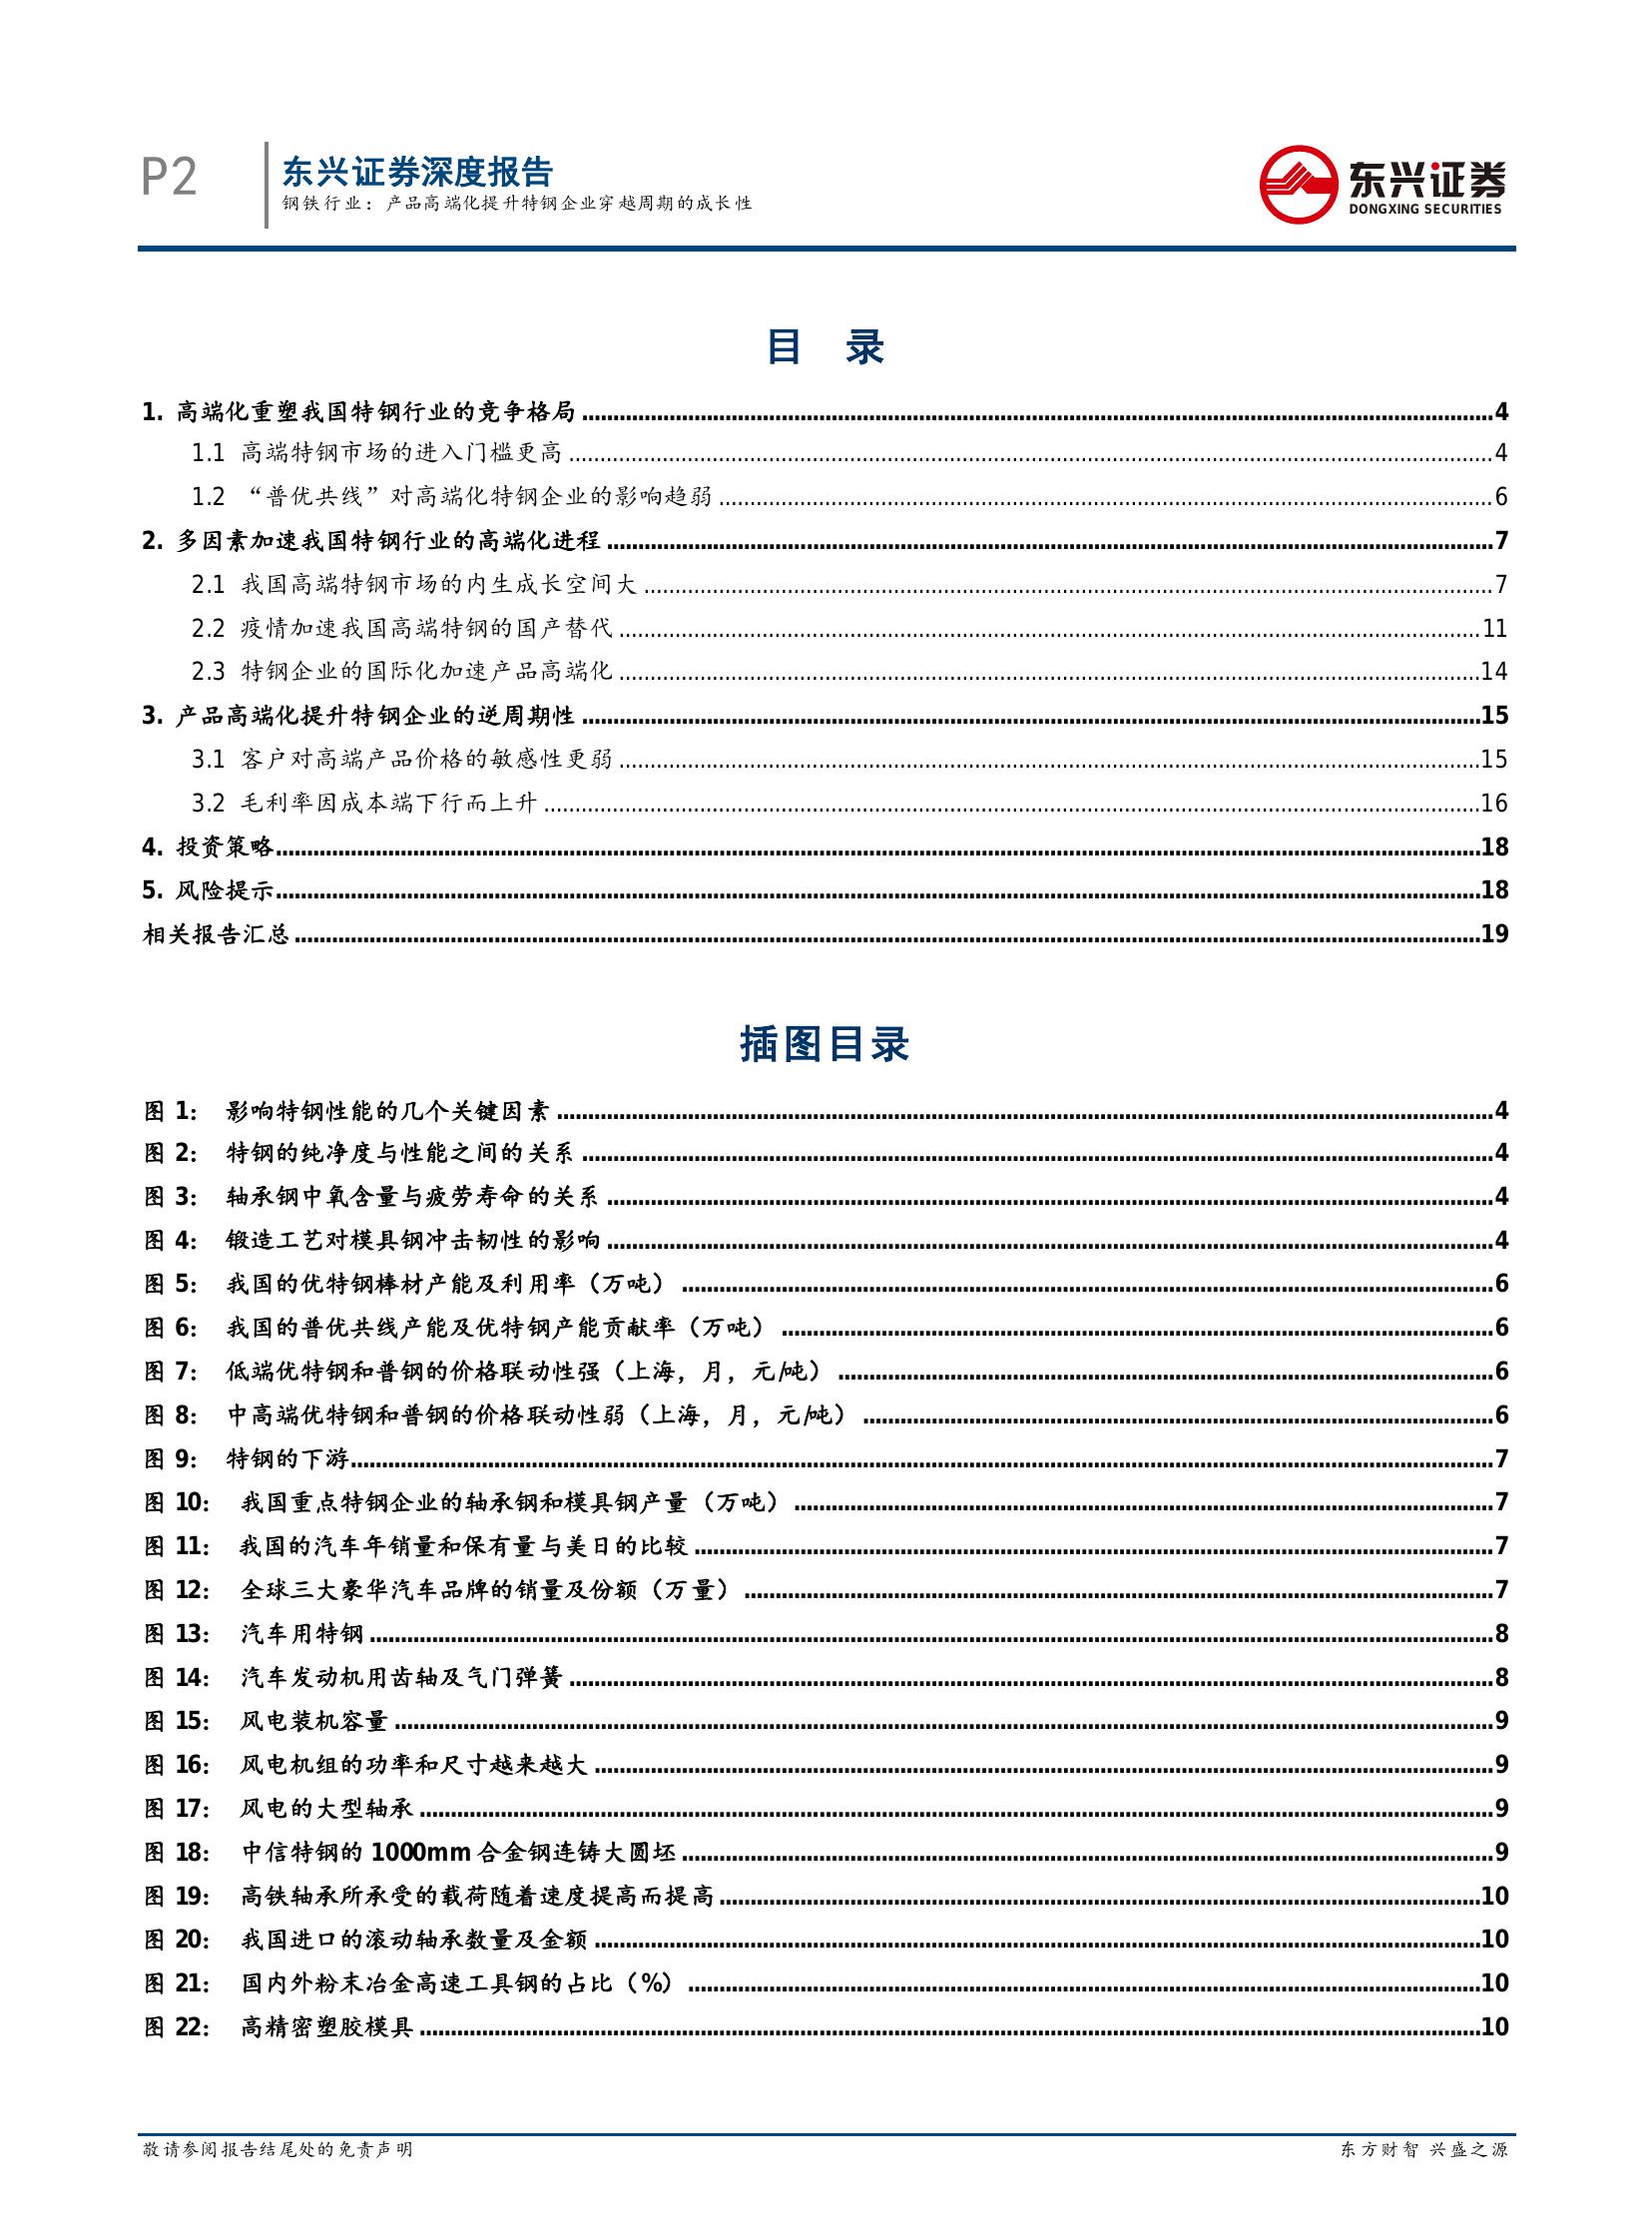 P2
东兴证券深度报告
钢铁行业：产品高端化提升特钢企业穿越周期的成长性
东兴证券
DONGXING SECURITIES
目 录
1. 高端化重塑我国特钢行业的竞争格局 4
1.1 高端特钢市场的进入门槛更高 4
1.2 “普优共线”对高端化特钢企业的影响趋弱 6
2. 多因素加速我国特钢行业的高端化进程 7
2.1 我国高端特钢市场的内生成长空间大 7
2.2 疫情加速我国高端特钢的国产替代 11
2.3 特钢企业的国际化加速产品高端化 14
3. 产品高端化提升特钢企业的逆周期性 15
3.1 客户对高端产品价格的敏感性更弱 15
3.2 毛利率因成本端下行而上升 16
4. 投资策略 18
5. 风险提示 18
相关报告汇总 19
插图目录
图 1： 影响特钢性能的几个关键因素 4
图 2： 特钢的纯净度与性能之间的关系 4
图 3： 轴承钢中氧含量与疲劳寿命的关系 4
图 4： 锻造工艺对模具钢冲击韧性的影响 4
图 5： 我国的优特钢棒材产能及利用率（万吨） 6
图 6： 我国的普优共线产能及优特钢产能贡献率（万吨） 6
图 7： 低端优特钢和普钢的价格联动性强（上海，月，元/吨） 6
图 8： 中高端优特钢和普钢的价格联动性弱（上海，月，元/吨） 6
图 9： 特钢的下游 7
图 10： 我国重点特钢企业的轴承钢和模具钢产量（万吨） 7
图 11： 我国的汽车年销量和保有量与美日的比较 7
图 12： 全球三大豪华汽车品牌的销量及份额（万量） 7
图 13： 汽车用特钢 8
图 14： 汽车发动机用齿轴及气门弹簧 8
图 15： 风电装机容量 9
图 16： 风电机组的功率和尺寸越来越大 9
图 17： 风电的大型轴承 9
图 18： 中信特钢的 1000mm 合金钢连铸大圆坯 9
图 19： 高铁轴承所承受的载荷随着速度提高而提高 10
图 20： 我国进口的滚动轴承数量及金额 10
图 21： 国内外粉末冶金高速工具钢的占比（%） 10
图 22： 高精密塑胶模具 10
敬请参阅报告结尾处的免责声明
东方财智 兴盛之源